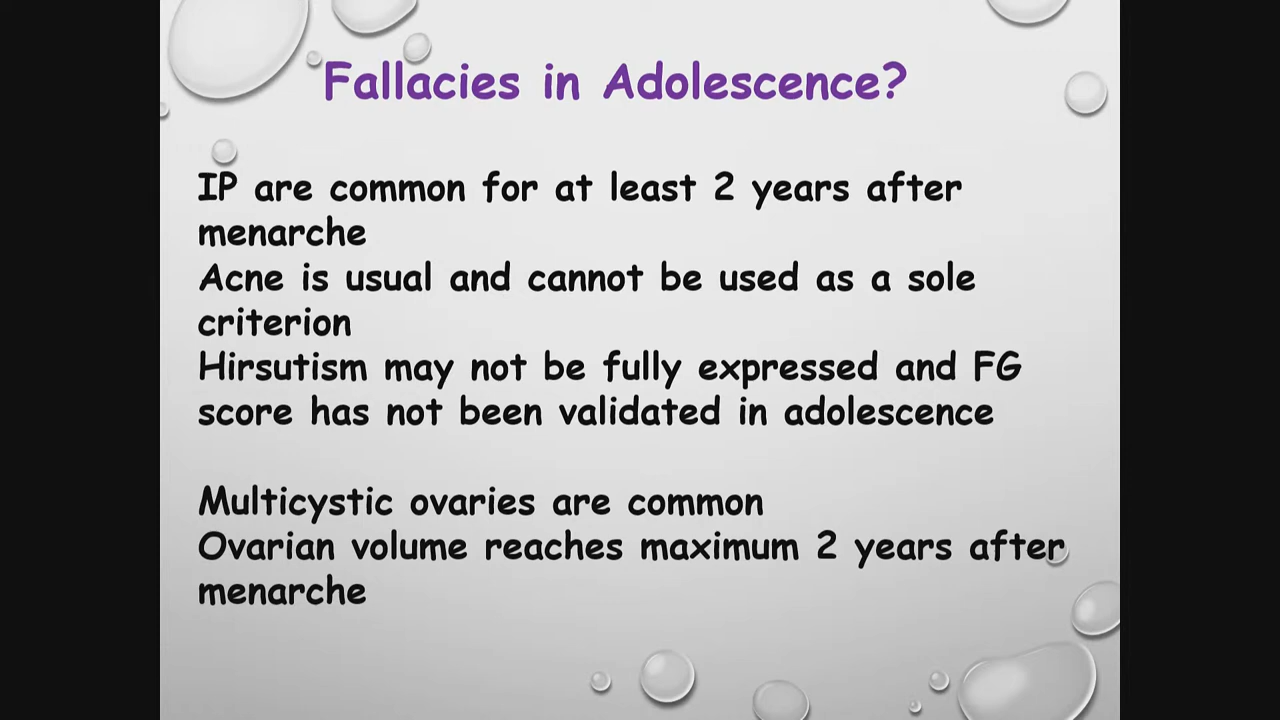 Fallacies in Adolescence?
IP are common for at least 2 years after
menarche
Acne is usual and cannot be used as a sole
criterion
Hirsutism may not be fully expressed and FG
score has not been validated in adolescence
Multicystic ovaries are common
Ovarian volume reaches maximum 2 years after
menarche